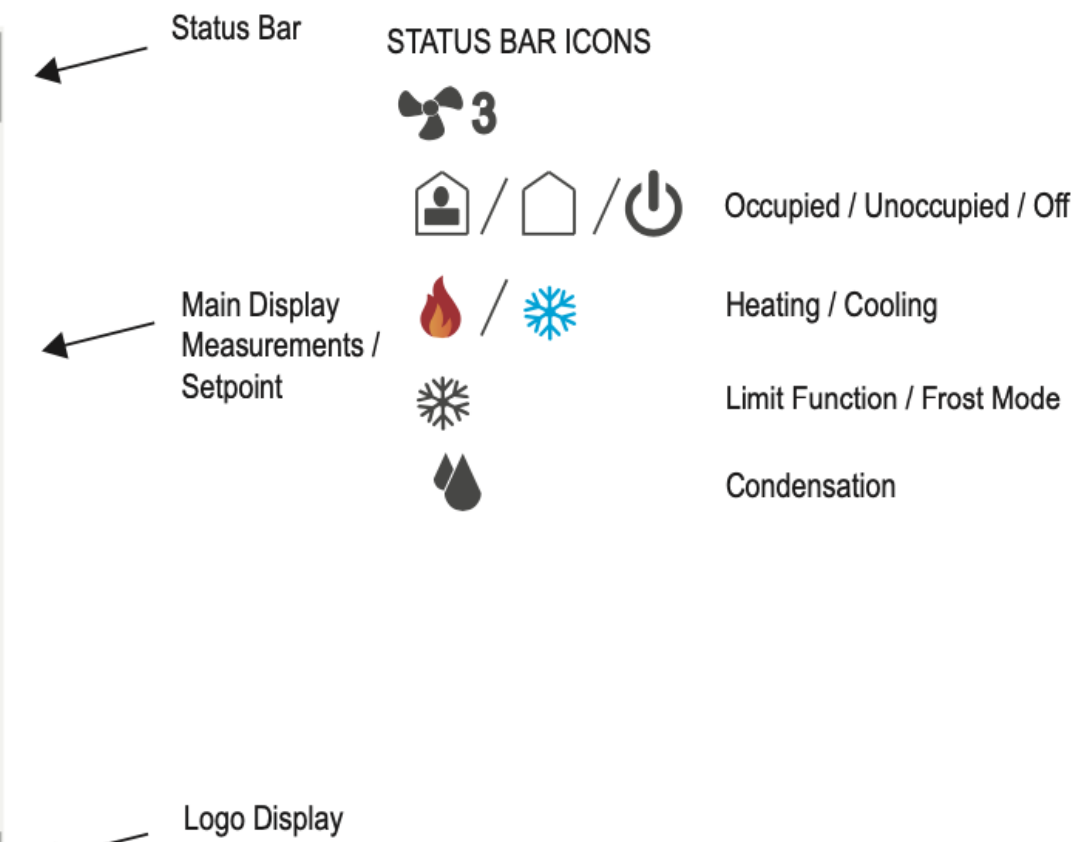 Status Bar
STATUS BAR ICONS
3
Occupied / Unoccupied / Off
Main Display
Measurements /
Setpoint
Heating / Cooling
Limit Function / Frost Mode
Condensation
Logo Display